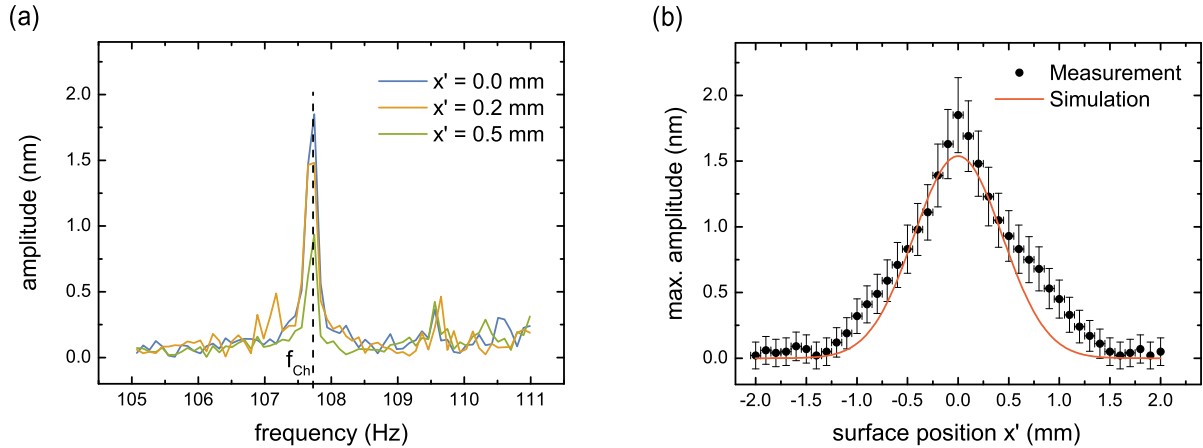 (a)
amplitude (nm)
2.0
1.5
1.0
0.5
0.0
x' = 0.0 mm
x' = 0.2 mm
x' = 0.5 mm
f_Ch
105 106 107 108 109 110 111
frequency (Hz)
(b)
max. amplitude (nm)
2.0
1.5
1.0
0.5
0.0
Measurement
Simulation
-2.0 -1.5 -1.0 -0.5 0.0 0.5 1.0 1.5 2.0
surface position x' (mm)